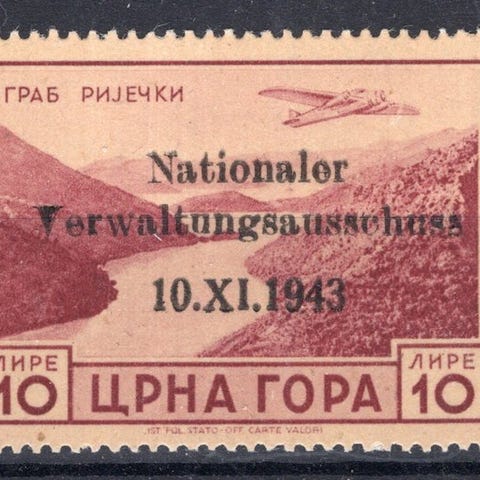 ГРАБ РИЈЕЧКИ
Nationaler
Verwaltungsausschuss
10.XI.1943
ЛИРЕ ЛИРЕ
10 ЦРНА ГОРА 10
IST. POL. STATO-OFF. CARTE VALORI